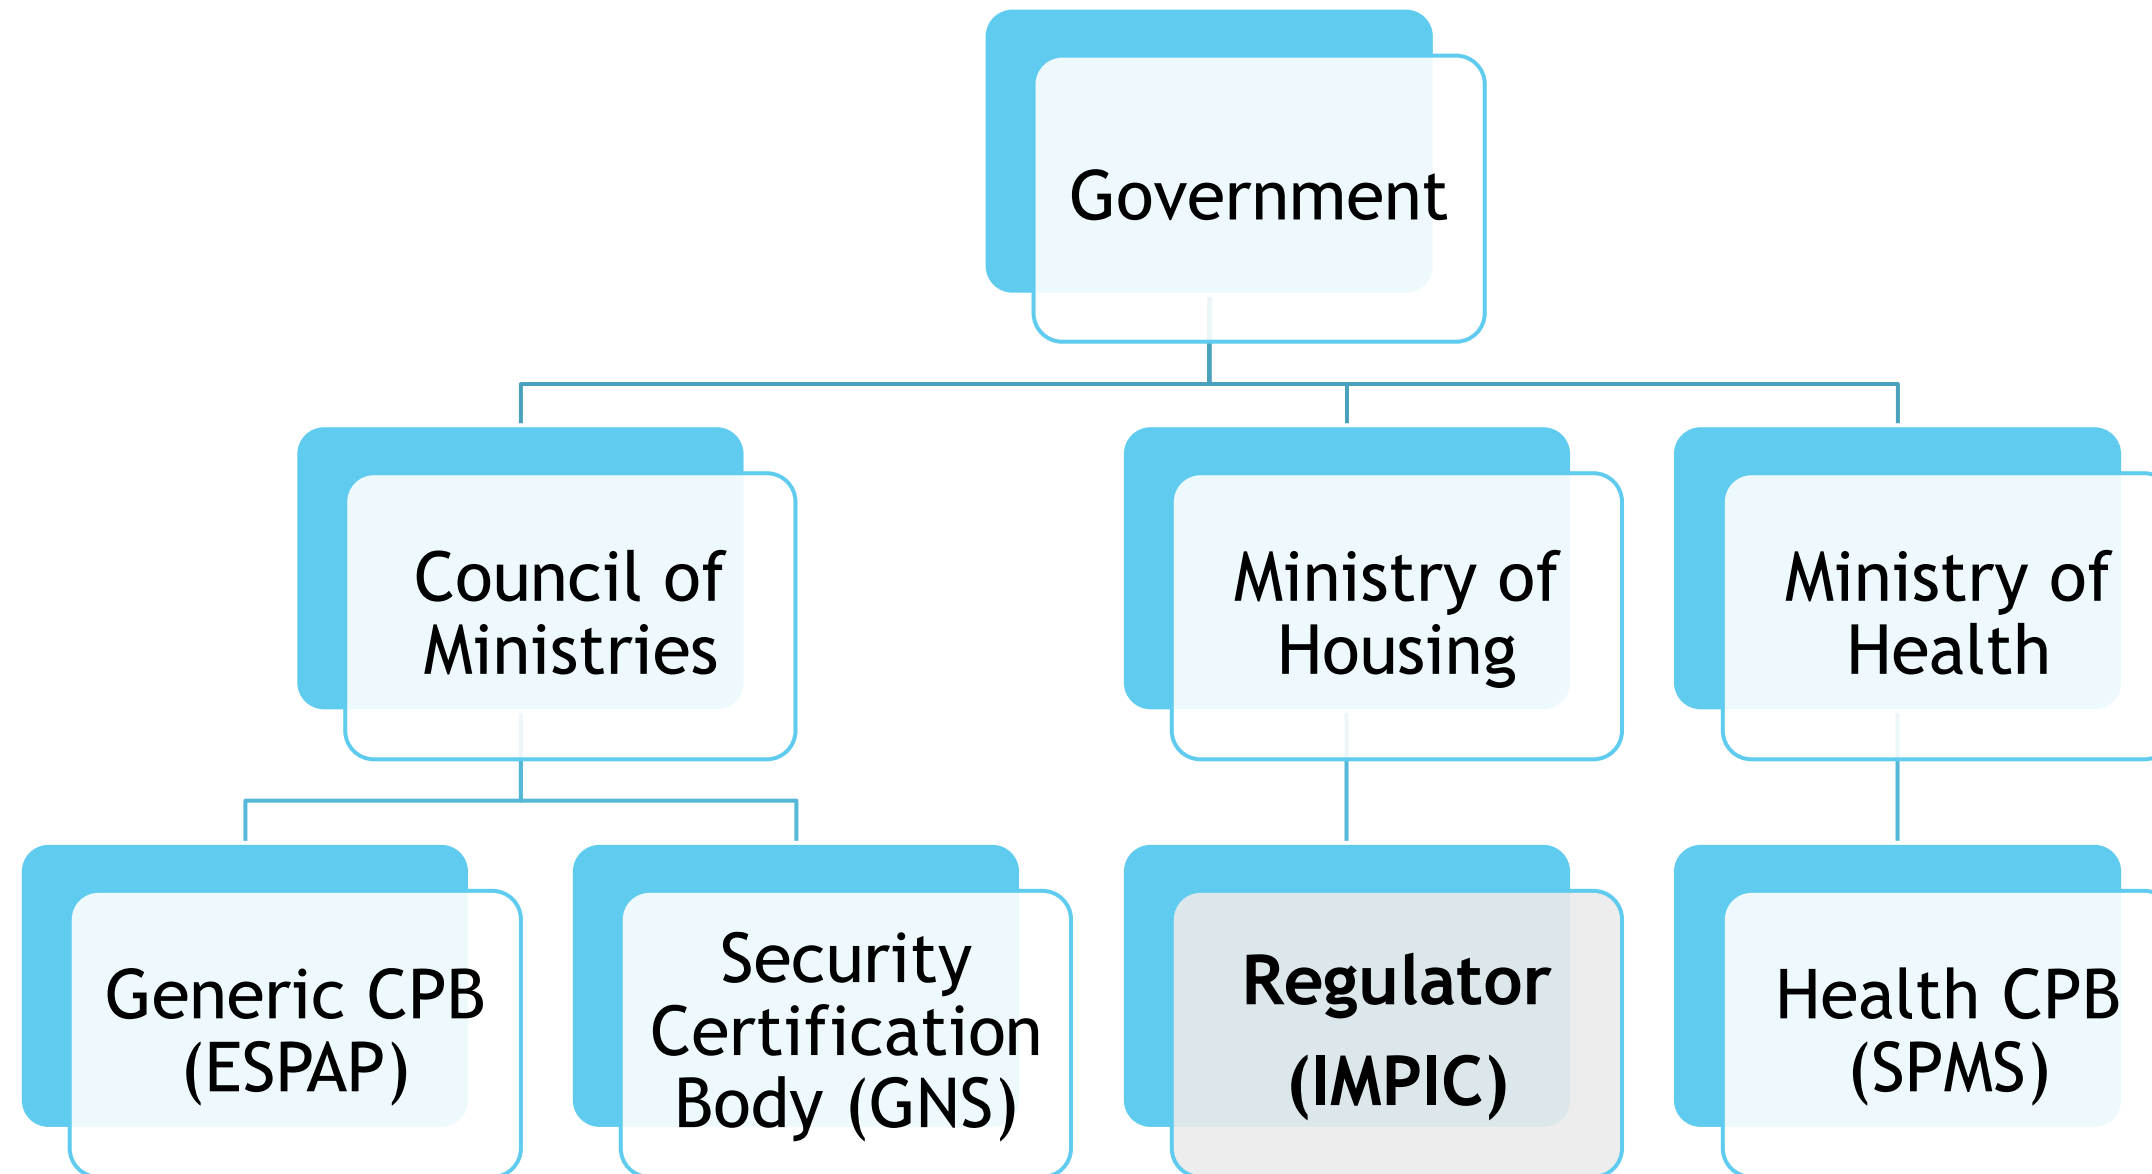 Government
Council of
Ministries
Ministry of
Housing
Ministry of
Health
Generic CPB
(ESPAP)
Security
Certification
Body (GNS)
Regulator
(IMPIC)
Health CPB
(SPMS)